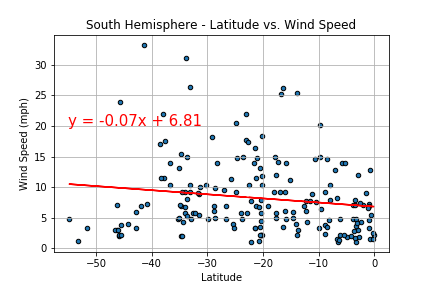 South Hemisphere - Latitude vs. Wind Speed
Wind Speed (mph)
30
25
20
15
10
5
0
y = -0.07x + 6.81
−50 −40 −30 −20 −10 0
Latitude